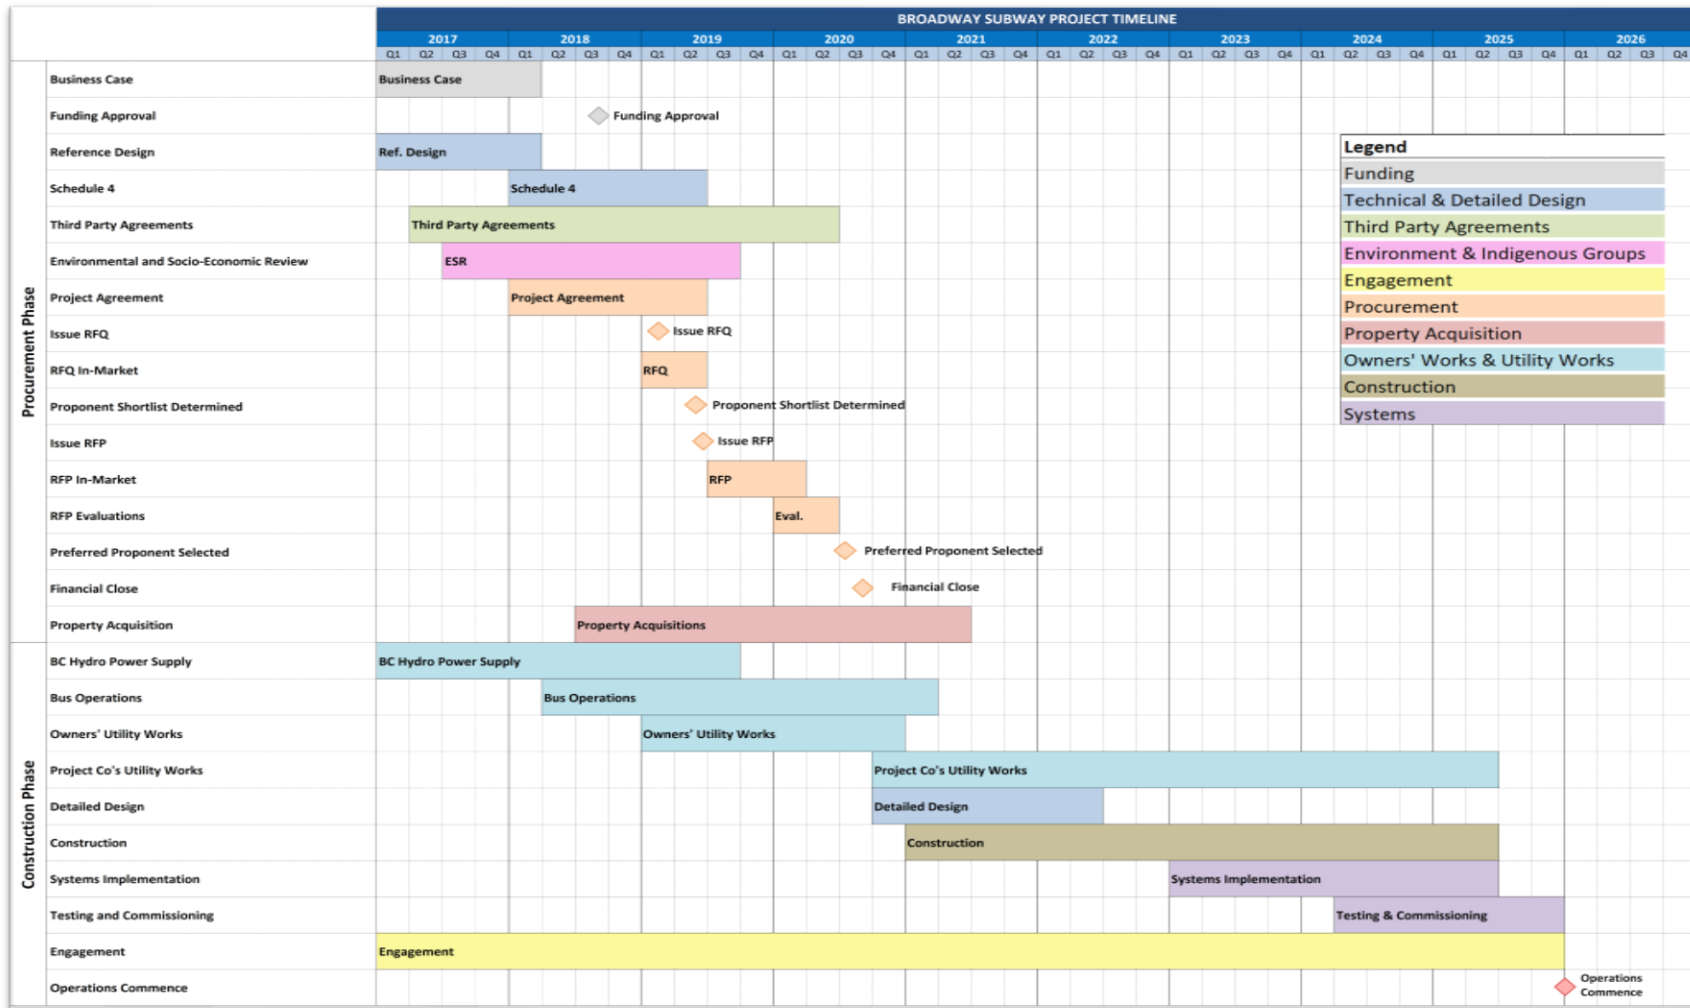 BROADWAY SUBWAY PROJECT TIMELINE
2017 2018 2019 2020 2021 2022 2023 2024 2025 2026
Q1 Q2 Q3 Q4 Q1 Q2 Q3 Q4 Q1 Q2 Q3 Q4 Q1 Q2 Q3 Q4 Q1 Q2 Q3 Q4 Q1 Q2 Q3 Q4 Q1 Q2 Q3 Q4 Q1 Q2 Q3 Q4 Q1 Q2 Q3 Q4 Q1 Q2 Q3 Q4
Procurement Phase
Business Case Business Case
Funding Approval Funding Approval
Reference Design Ref. Design
Schedule 4 Schedule 4
Third Party Agreements Third Party Agreements
Environmental and Socio-Economic Review ESR
Project Agreement Project Agreement
Issue RFQ Issue RFQ
RFQ In-Market RFQ
Proponent Shortlist Determined Proponent Shortlist Determined
Issue RFP Issue RFP
RFP In-Market RFP
RFP Evaluations Eval.
Preferred Proponent Selected Preferred Proponent Selected
Financial Close Financial Close
Property Acquisition Property Acquisitions
Legend
Funding
Technical & Detailed Design
Third Party Agreements
Environment & Indigenous Groups
Engagement
Procurement
Property Acquisition
Owners' Works & Utility Works
Construction
Systems
Construction Phase
BC Hydro Power Supply BC Hydro Power Supply
Bus Operations Bus Operations
Owners' Utility Works Owners' Utility Works
Project Co's Utility Works Project Co's Utility Works
Detailed Design Detailed Design
Construction Construction
Systems Implementation Systems Implementation
Testing and Commissioning Testing & Commissioning
Engagement Engagement
Operations Commence Operations
Commence